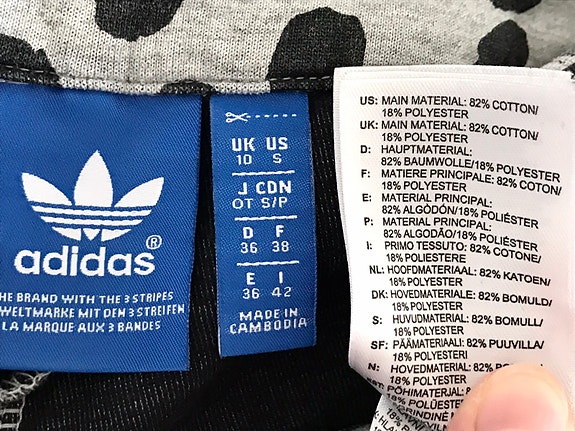 adidas®
THE BRAND WITH THE 3 STRIPES
WELTMARKE MIT DEN 3 STREIFEN
LA MARQUE AUX 3 BANDES
UK US
10 S
J CDN
OT S/P
D F
36 38
E I
36 42
MADE IN
CAMBODIA
US: MAIN MATERIAL: 82% COTTON/
18% POLYESTER
UK: MAIN MATERIAL: 82% COTTON/
18% POLYESTER
D: HAUPTMATERIAL:
82% BAUMWOLLE/18% POLYESTER
F: MATIERE PRINCIPALE: 82% COTON/
18% POLYESTER
E: MATERIAL PRINCIPAL:
82% ALGÓDÓN/18% POLIÉSTER
P: MATERIAL PRINCIPAL:
82% ALGODÃO/18% POLIÉSTER
I: PRIMO TESSUTO: 82% COTONE/
18% POLIESTERE
NL: HOOFDMATERIAAL: 82% KATOEN/
18% POLYESTER
DK: HOVEDMATERIALE: 82% BOMULD/
18% POLYESTER
S: HUVUDMATERIAL: 82% BOMULL/
18% POLYESTER
SF: PÄÄMATERIAALI: 82% PUUVILLA/
18% POLYESTERI
N: HOVEDMATERIALE: 82%
18% POLYESTER
PÕHIMATERJAL:
18% POLÜESTER